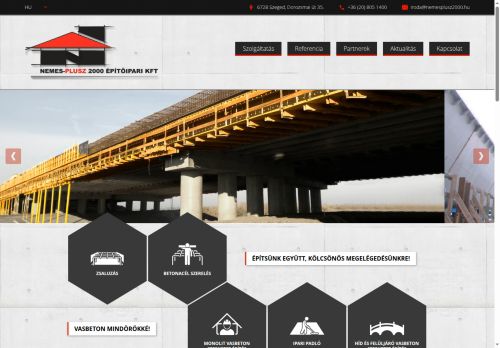 HU
6728 Szeged, Dorozsmai út 35.
+36 (20) 805 1400
iroda@nemesplusz2000.hu
NEMES-PLUSZ 2000 ÉPÍTŐIPARI KFT
Szolgáltatás
Referencia
Partnerek
Aktualitás
Kapcsolat
ZSALUZÁS
BETONACÉL SZERELÉS
ÉPÍTSÜNK EGYÜTT, KÖLCSÖNÖS MEGELÉGEDÉSÜNKRE!
VASBETON MINDÖRÖKKÉ!
MONOLIT VASBETON
IPARI PADLÓ
HÍD ÉS FELÜLJÁRÓ VASBETON